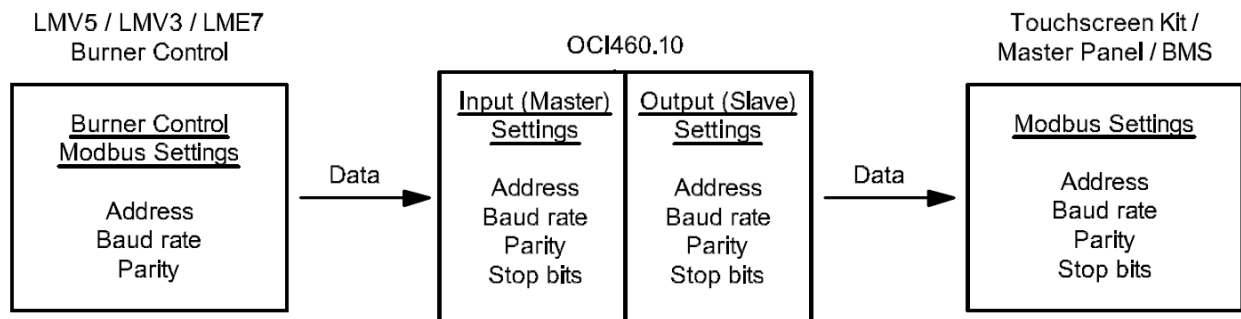 LMV5 / LMV3 / LME7
Burner Control
Burner Control
Modbus Settings
Address
Baud rate
Parity
Data
OCI460.10
Input (Master)
Settings
Address
Baud rate
Parity
Stop bits
Output (Slave)
Settings
Address
Baud rate
Parity
Stop bits
Data
Touchscreen Kit /
Master Panel / BMS
Modbus Settings
Address
Baud rate
Parity
Stop bits